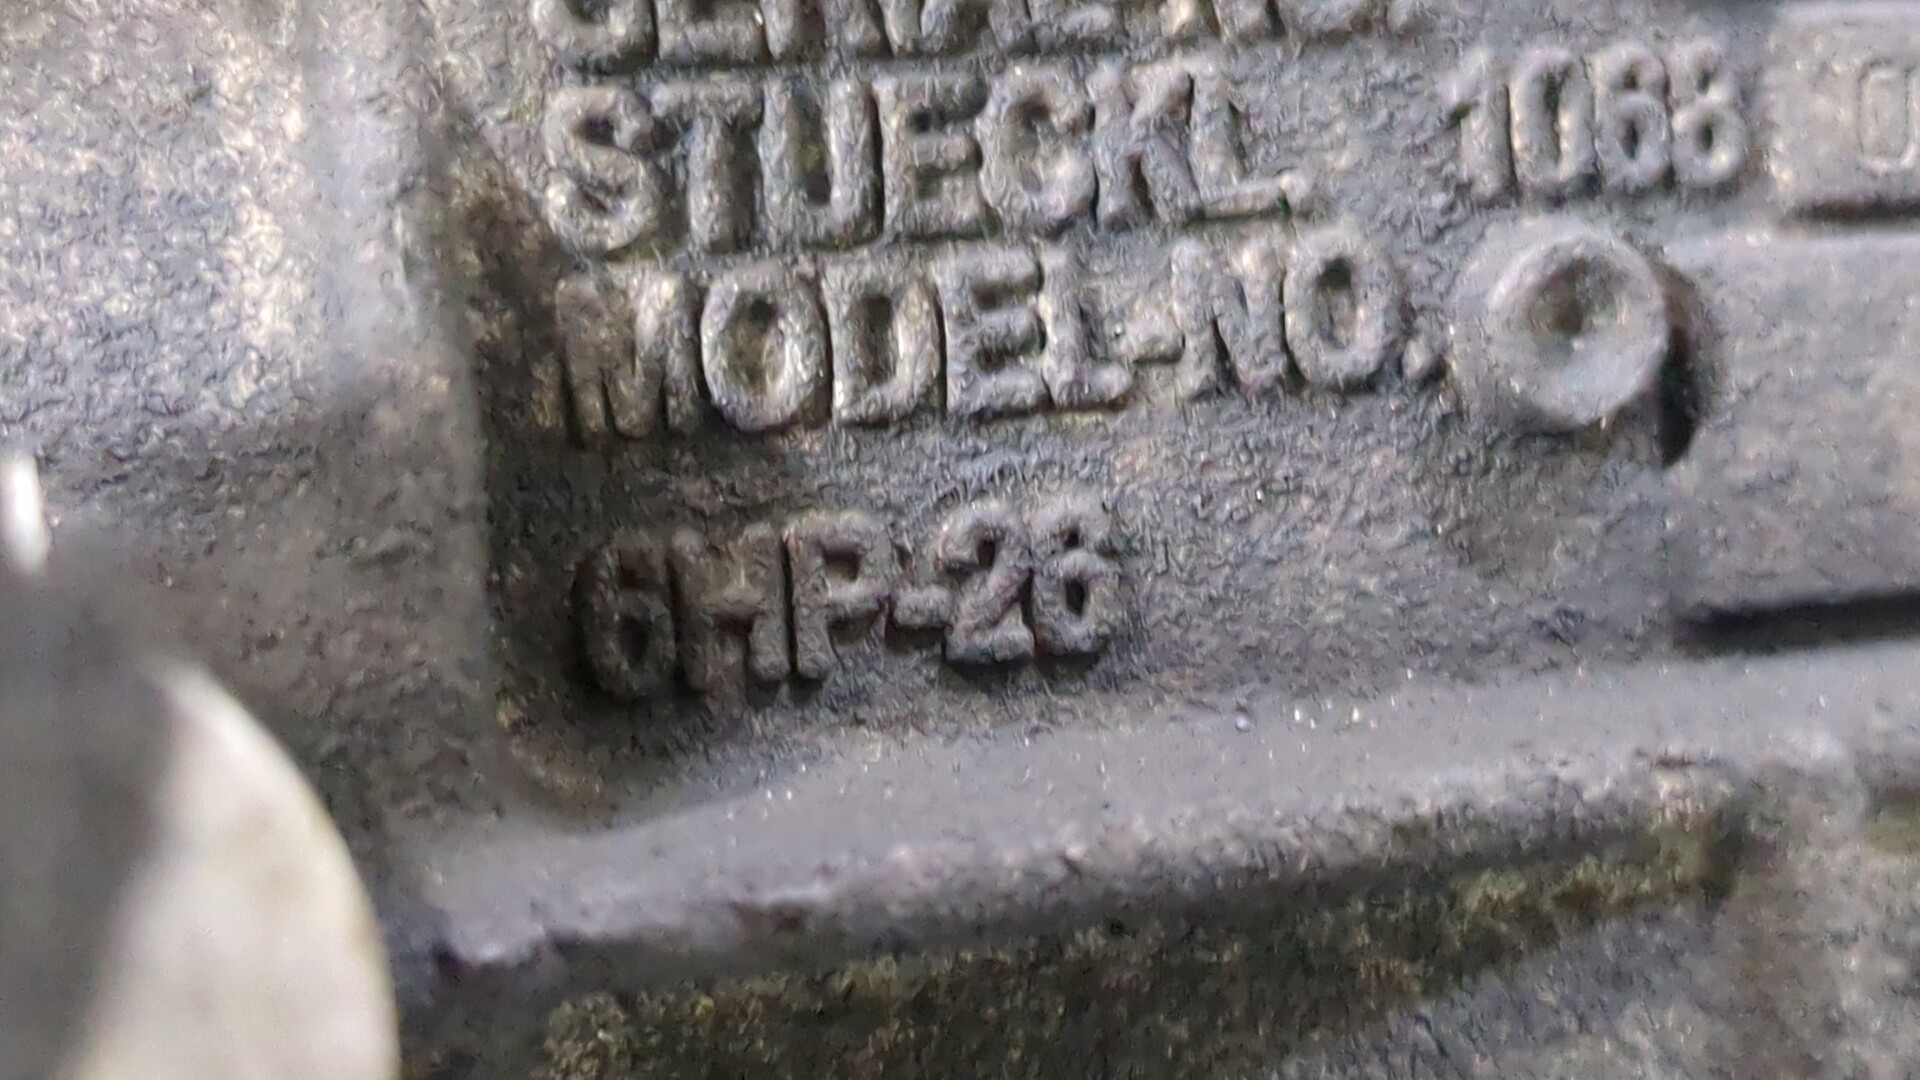 STUECKL. 1068
MODEL-NO.
6HP-26